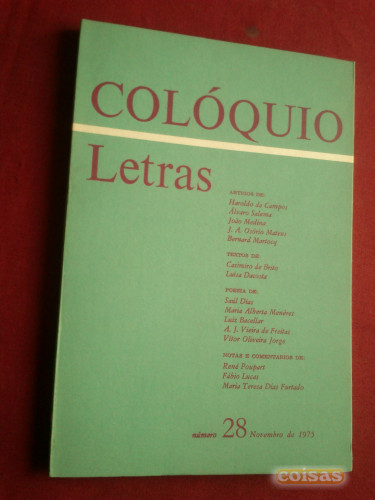 COLÓQUIO
Letras
ARTIGOS DE:
Haroldo de Campos
Álvaro Salema
João Medina
J. A. Osório Mateus
Bernard Martocq
TEXTOS DE:
Casimiro de Brito
Luísa Dacosta
POESIA DE:
Saúl Dias
Maria Alberta Menéres
Luiz Bacellar
A. J. Vieira de Freitas
Vítor Oliveira Jorge
NOTAS E COMENTÁRIOS DE:
René Poupart
Fábio Lucas
Maria Teresa Dias Furtado
número 28 Novembro de 1975
coisas